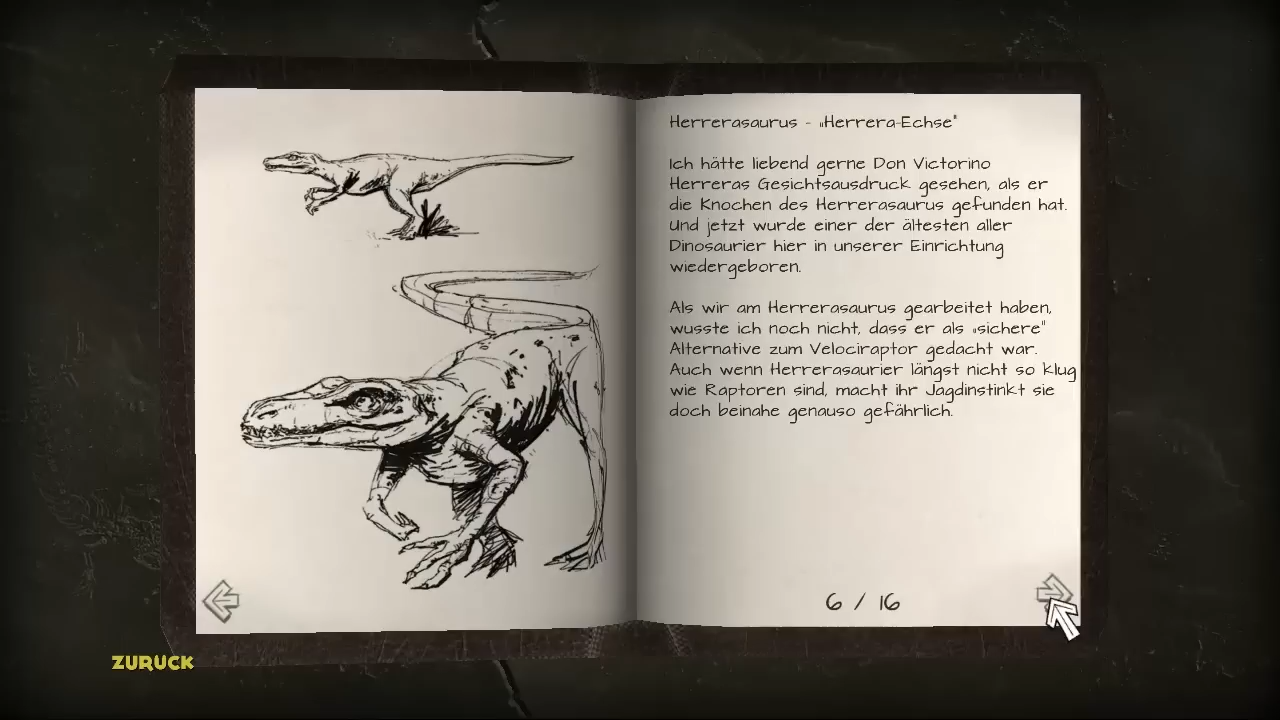 Herrerasaurus - „Herrera-Echse"
Ich hätte liebend gerne Don Victorino
Herreras Gesichtsausdruck gesehen, als er
die Knochen des Herrerasaurus gefunden hat.
Und jetzt wurde einer der ältesten aller
Dinosaurier hier in unserer Einrichtung
wiedergeboren.
Als wir am Herrerasaurus gearbeitet haben,
wusste ich noch nicht, dass er als „sichere"
Alternative zum Velociraptor gedacht war.
Auch wenn Herrerasaurier längst nicht so klug
wie Raptoren sind, macht ihr Jagdinstinkt sie
doch beinahe genauso gefährlich.
6 / 16
ZURÜCK